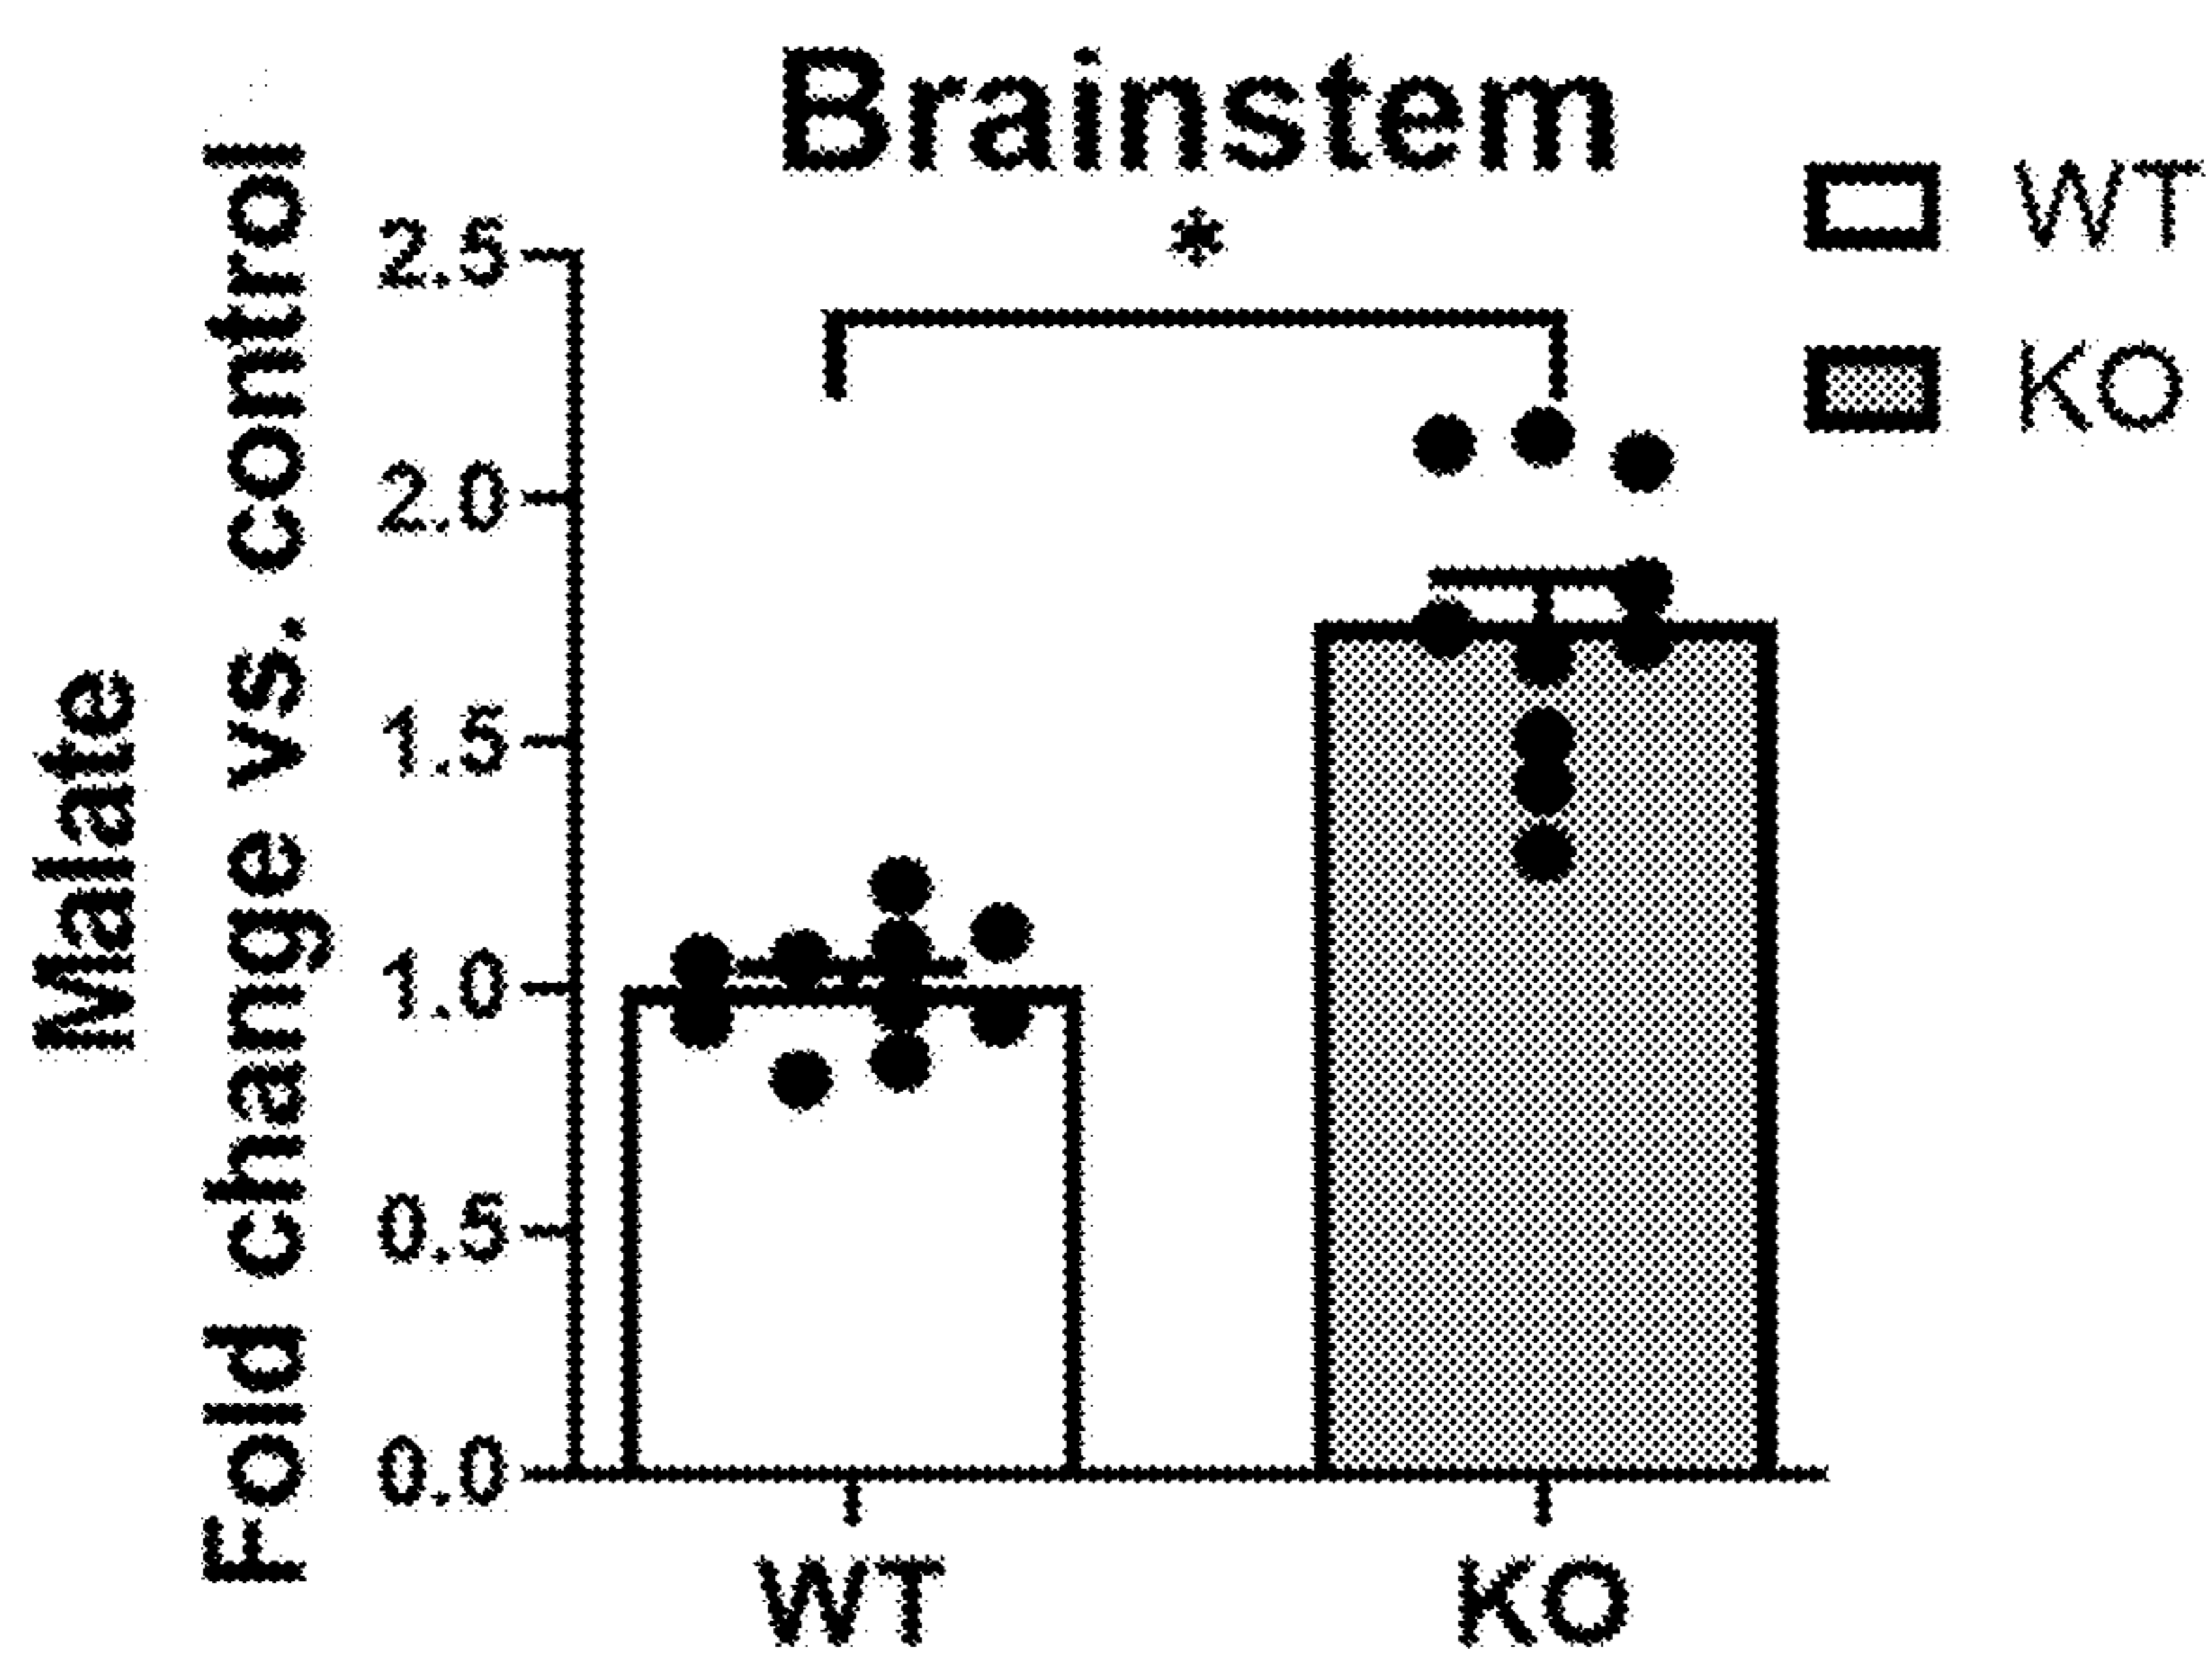 Brainstem
*
WT
KO
Malate
Fold change vs. control
2.5
2.0
1.5
1.0
0.5
0.0
WT
KO